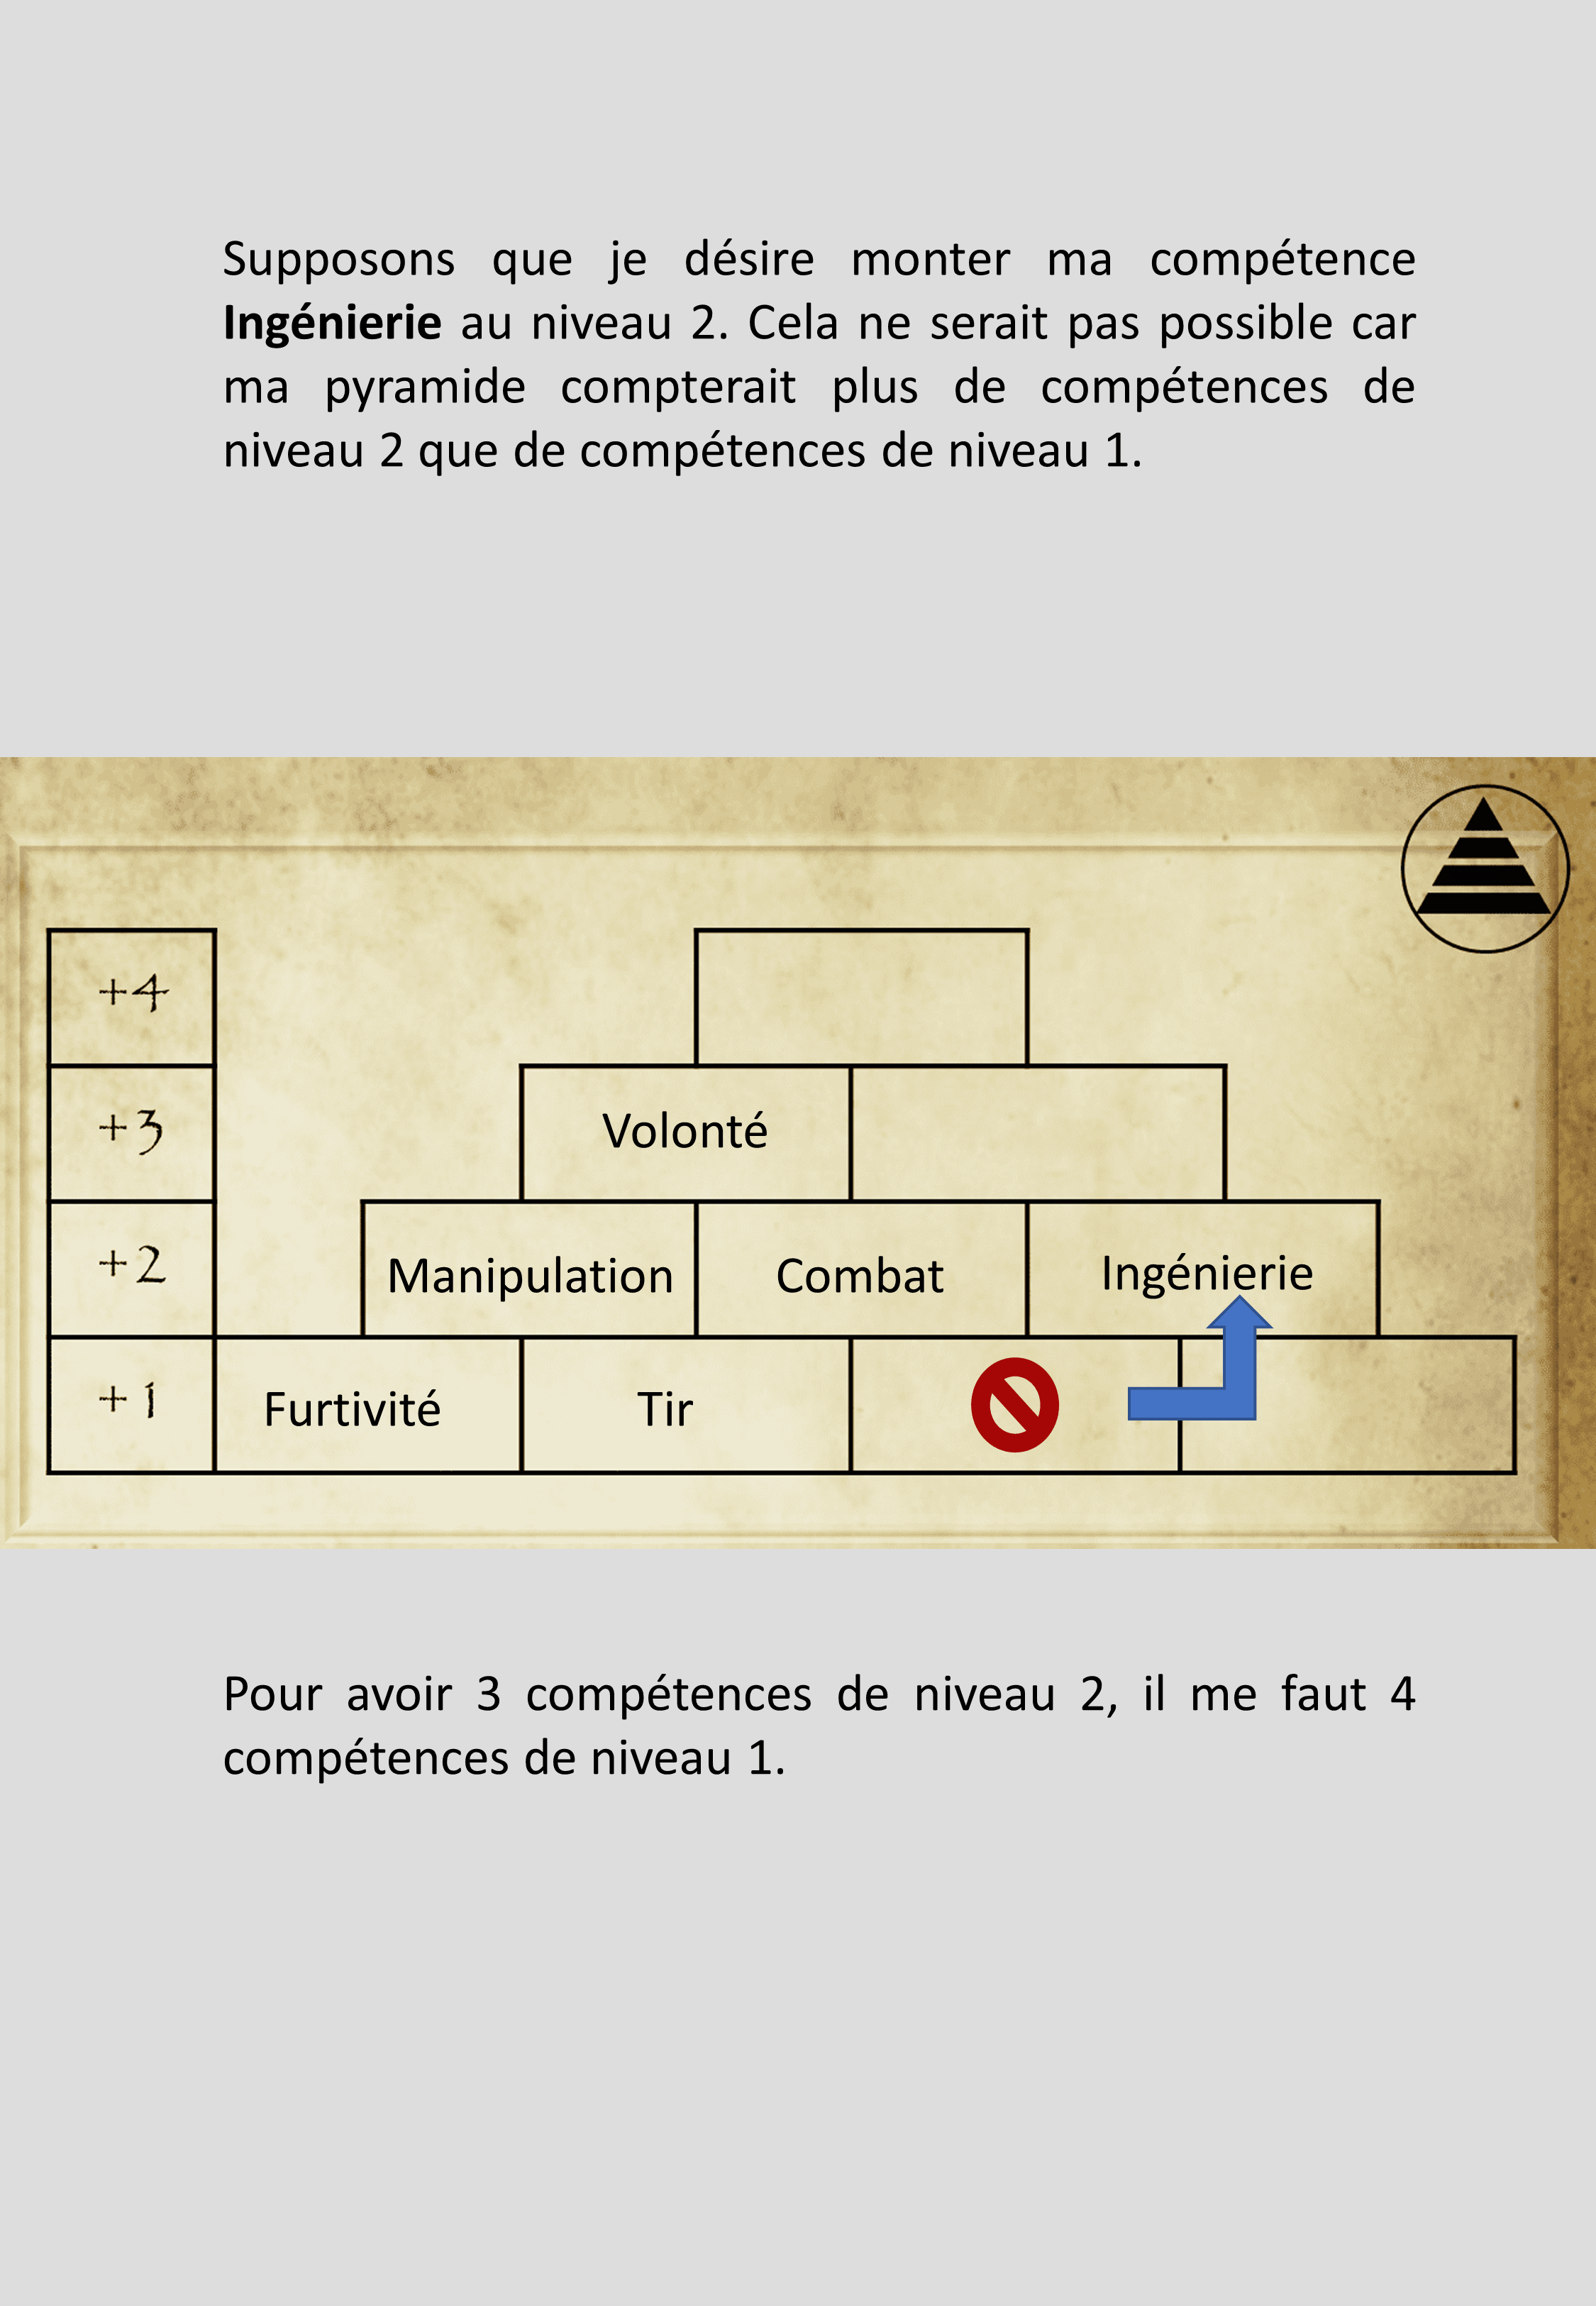 Supposons que je désire monter ma compétence
Ingénierie au niveau 2. Cela ne serait pas possible car
ma pyramide compterait plus de compétences de
niveau 2 que de compétences de niveau 1.
+4
+3 Volonté
+2 Manipulation Combat Ingénierie
+1 Furtivité Tir
Pour avoir 3 compétences de niveau 2, il me faut 4
compétences de niveau 1.